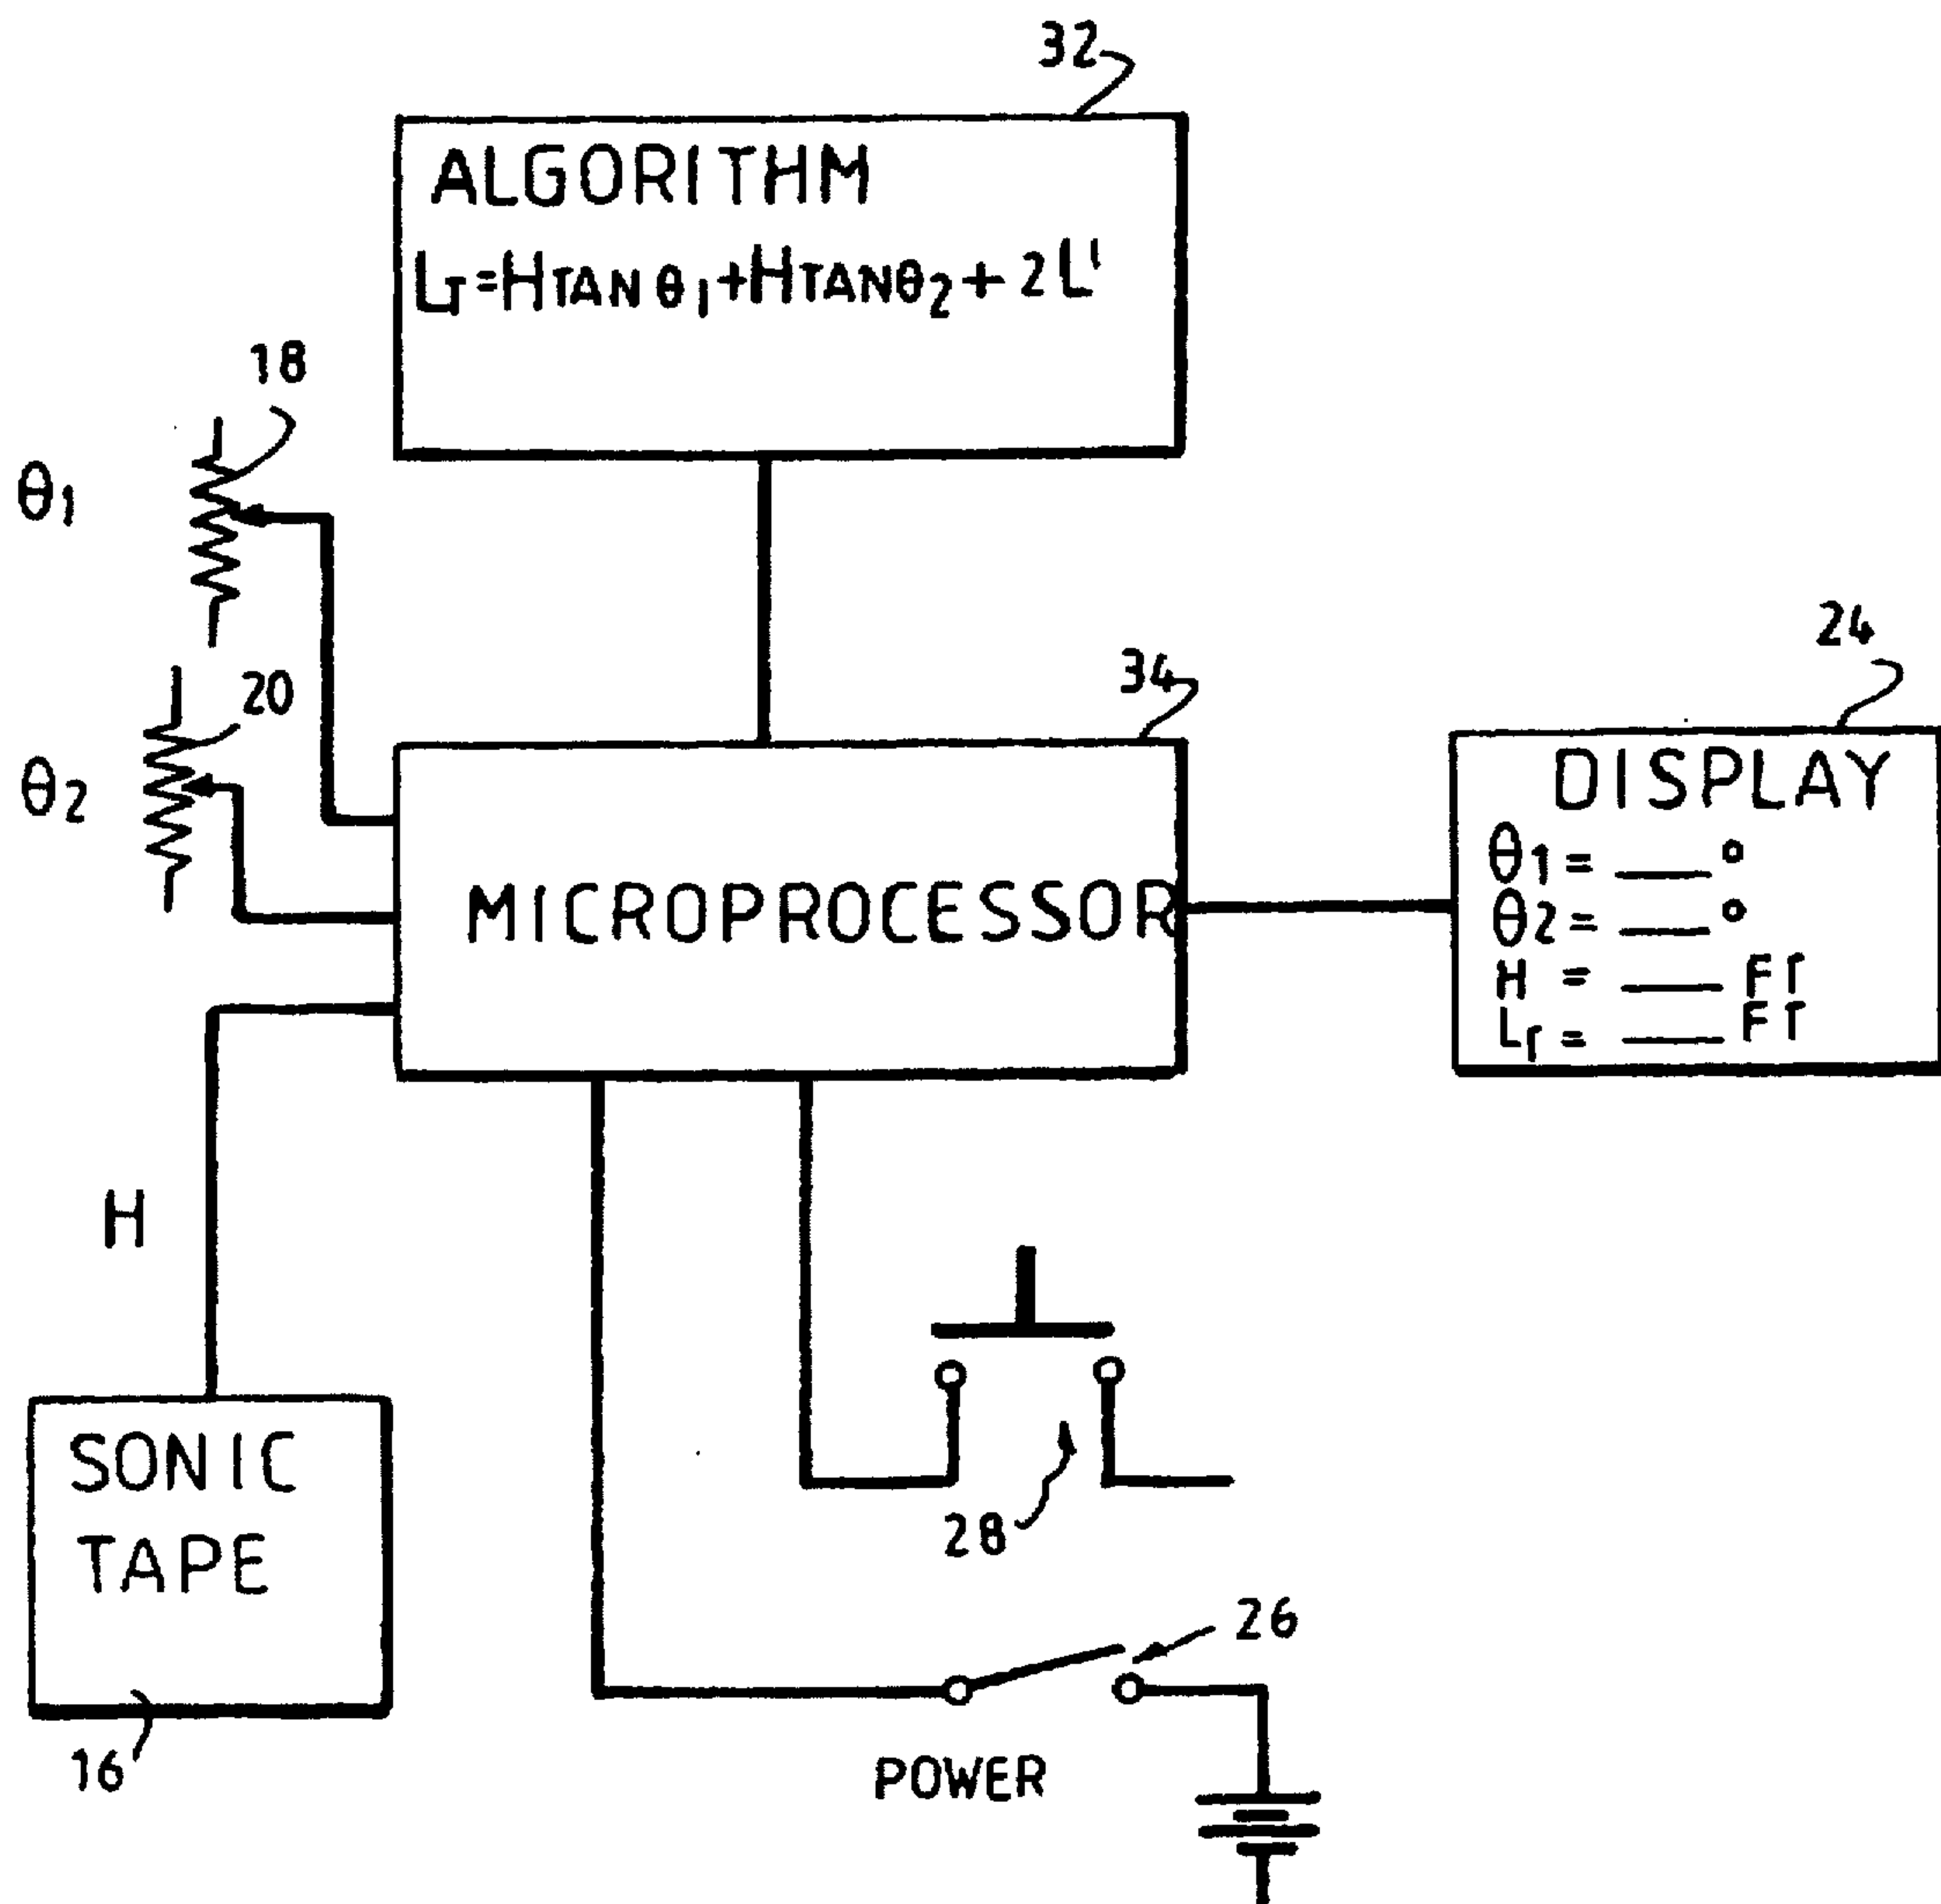 32
ALGORITHM
LT=HTANθ1+HTANθ2+2L'
18
θ1
20
θ2
34
MICROPROCESSOR
24
DISPLAY
θ1= ___°
θ2= ___°
H = ___ FT
LT= ___ FT
H
SONIC
TAPE
16
28
26
POWER